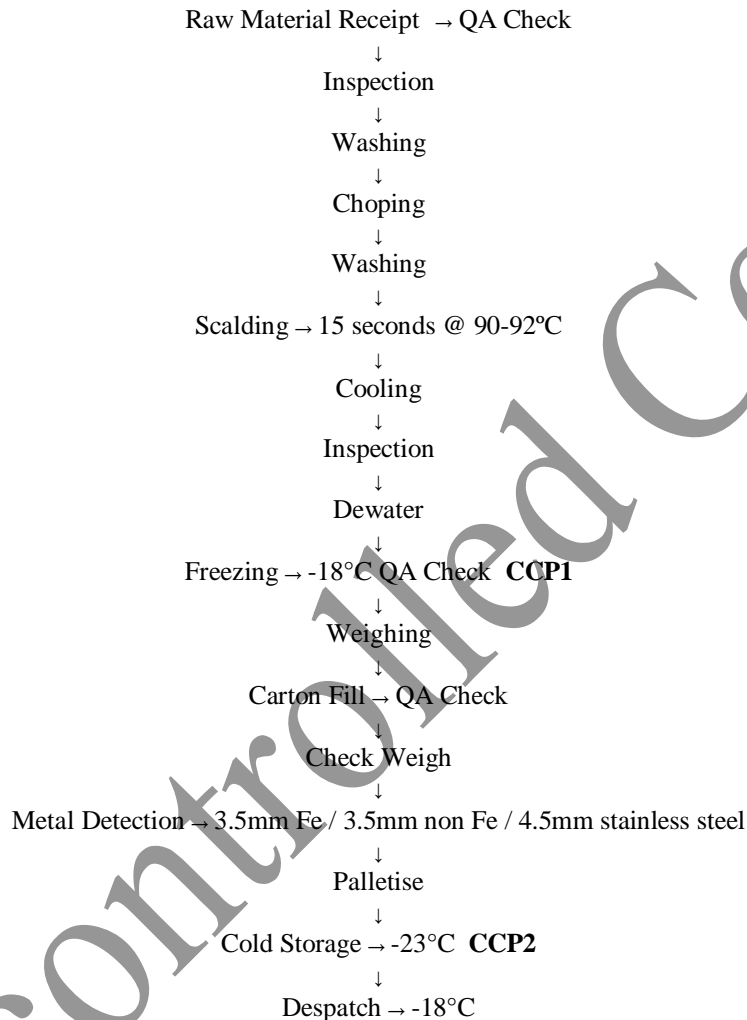 Raw Material Receipt → QA Check
↓
Inspection
↓
Washing
↓
Choping
↓
Washing
↓
Scalding → 15 seconds @ 90-92ºC
↓
Cooling
↓
Inspection
↓
Dewater
↓
Freezing → -18°C QA Check CCP1
↓
Weighing
↓
Carton Fill → QA Check
↓
Check Weigh
↓
Metal Detection → 3.5mm Fe / 3.5mm non Fe / 4.5mm stainless steel
↓
Palletise
↓
Cold Storage → -23°C CCP2
↓
Despatch → -18°C
Controlled Co